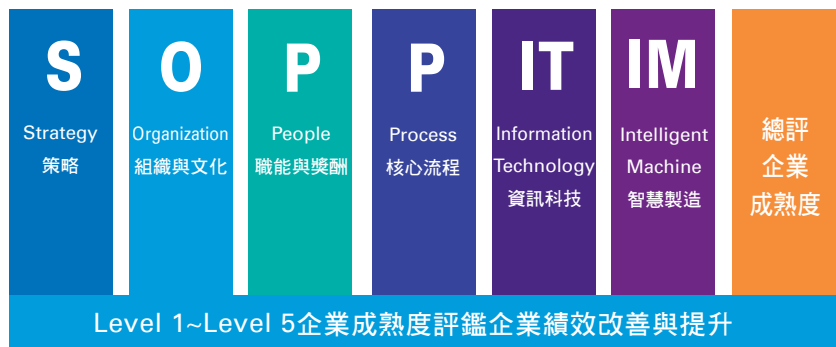 S
Strategy
策略
O
Organization
組織與文化
P
People
職能與獎酬
P
Process
核心流程
IT
Information
Technology
資訊科技
IM
Intelligent
Machine
智慧製造
總評
企業
成熟度
Level 1~Level 5企業成熟度評鑑企業績效改善與提升